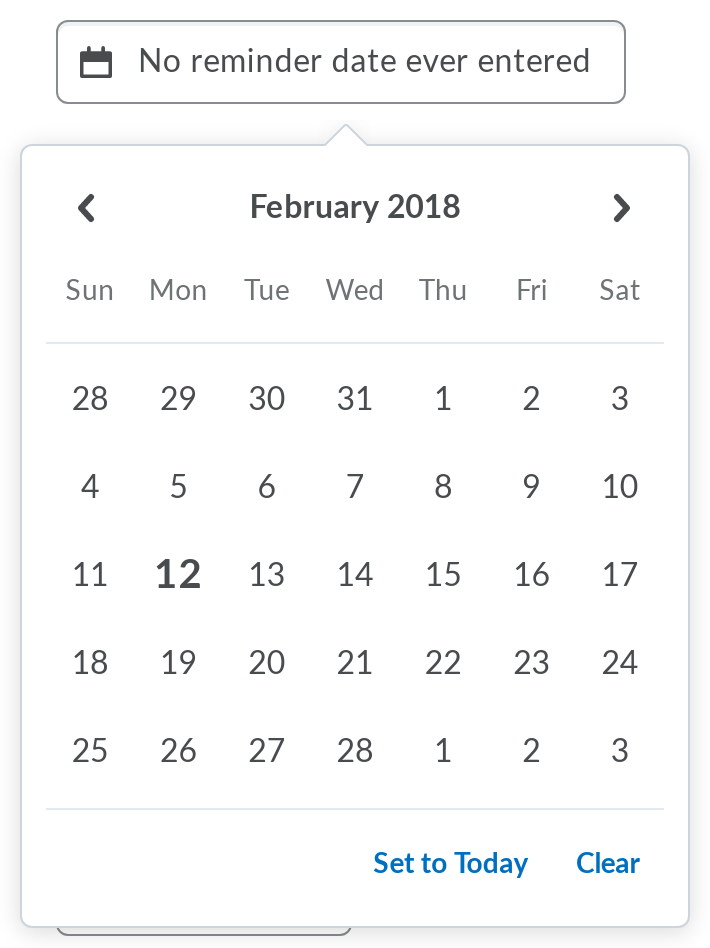 No reminder date ever entered
February 2018
Sun Mon Tue Wed Thu Fri Sat
28 29 30 31 1 2 3
4 5 6 7 8 9 10
11 12 13 14 15 16 17
18 19 20 21 22 23 24
25 26 27 28 1 2 3
Set to Today Clear